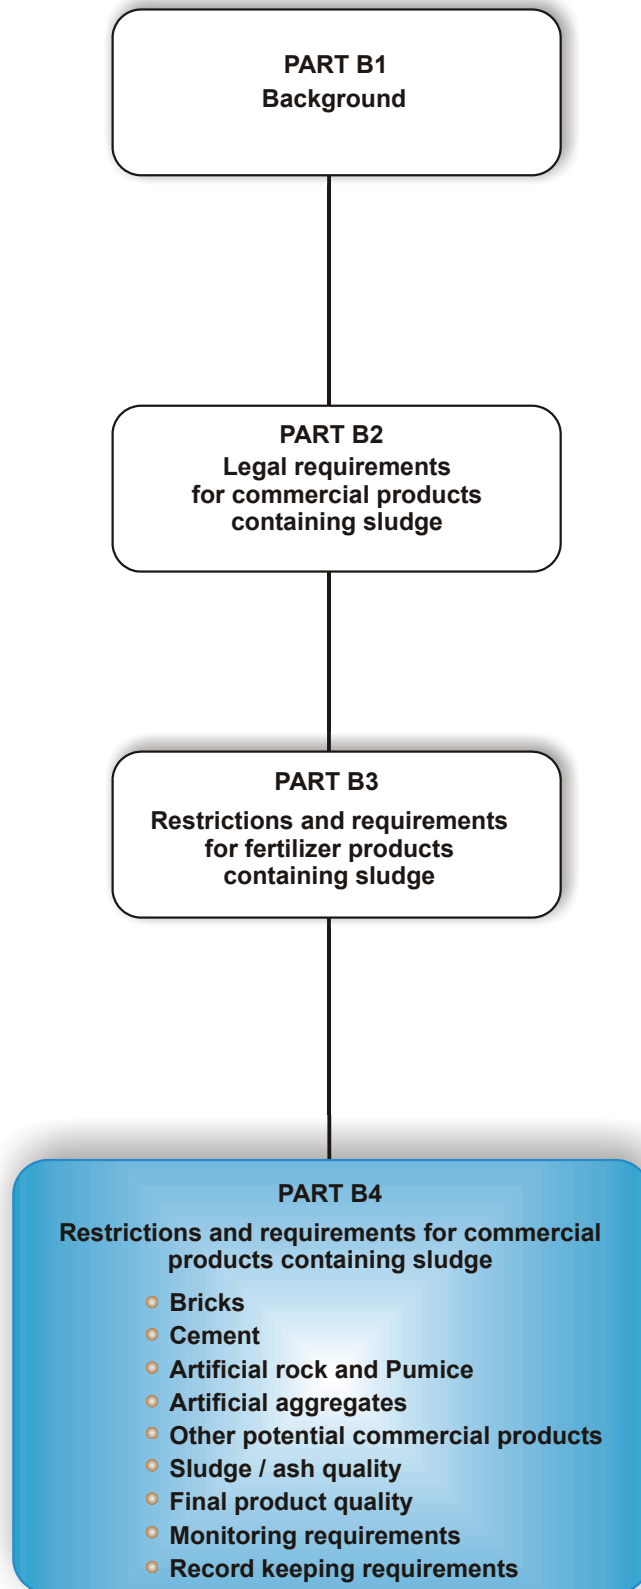 PART B1
Background
PART B2
Legal requirements
for commercial products
containing sludge
PART B3
Restrictions and requirements
for fertilizer products
containing sludge
PART B4
Restrictions and requirements for commercial
products containing sludge
Bricks
Cement
Artificial rock and Pumice
Artificial aggregates
Other potential commercial products
Sludge / ash quality
Final product quality
Monitoring requirements
Record keeping requirements